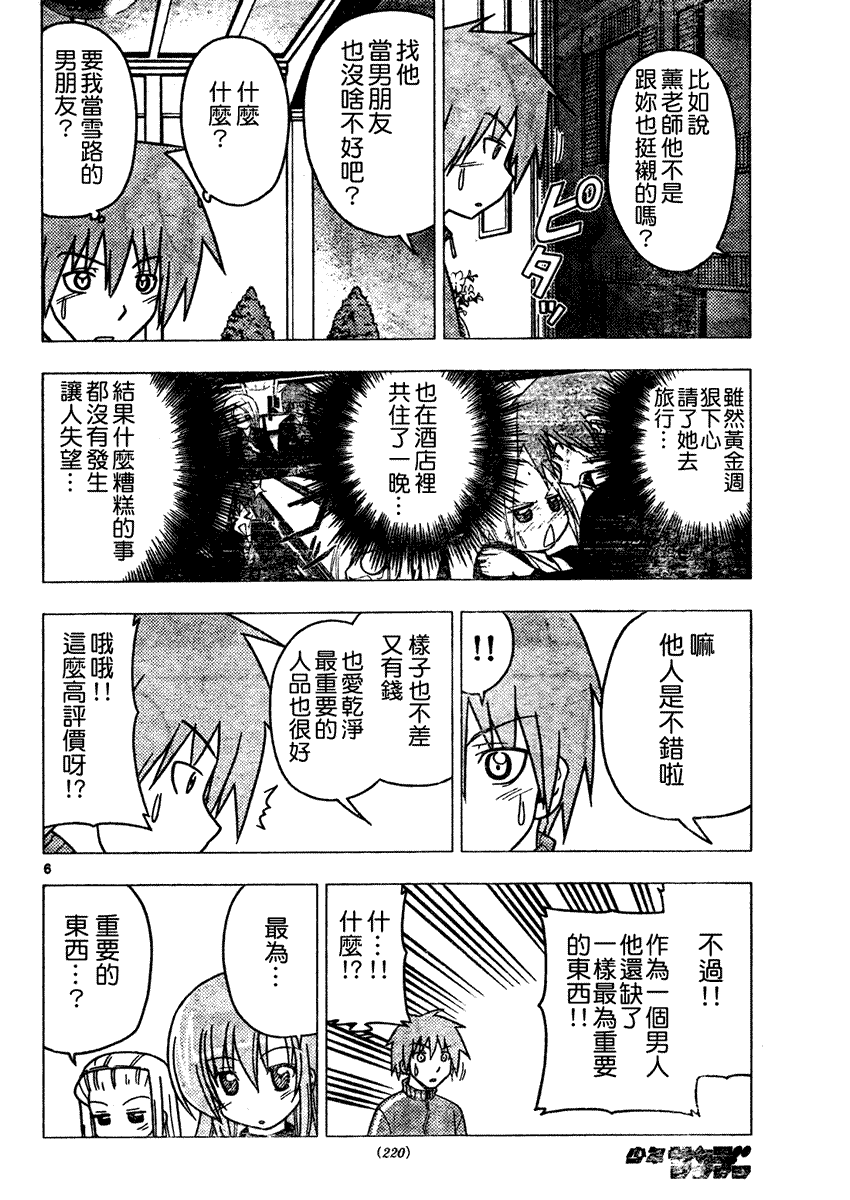 比如說
薰老師他不是
跟妳也挺襯的嗎？
ピタッ
找他
當男朋友
也沒啥不好吧？
什麼
什麼？
要我當雪路的
男朋友？
雖然黃金週
狠下心
請了她去
旅行…
也在酒店裡
共住了一晚…
結果什麼糟糕的事
都沒有發生
讓人失望…
嘛
他人是不錯啦
!!
樣子也不差
又有錢
也愛乾淨
最重要的
人品也很好
哦哦!!
這麼高評價呀!?
6
不過!!
作為一個男人
他還缺了
一樣最為重要
的東西!!
什…!!
什麼!?
最為…
重要的
東西…？
(220)